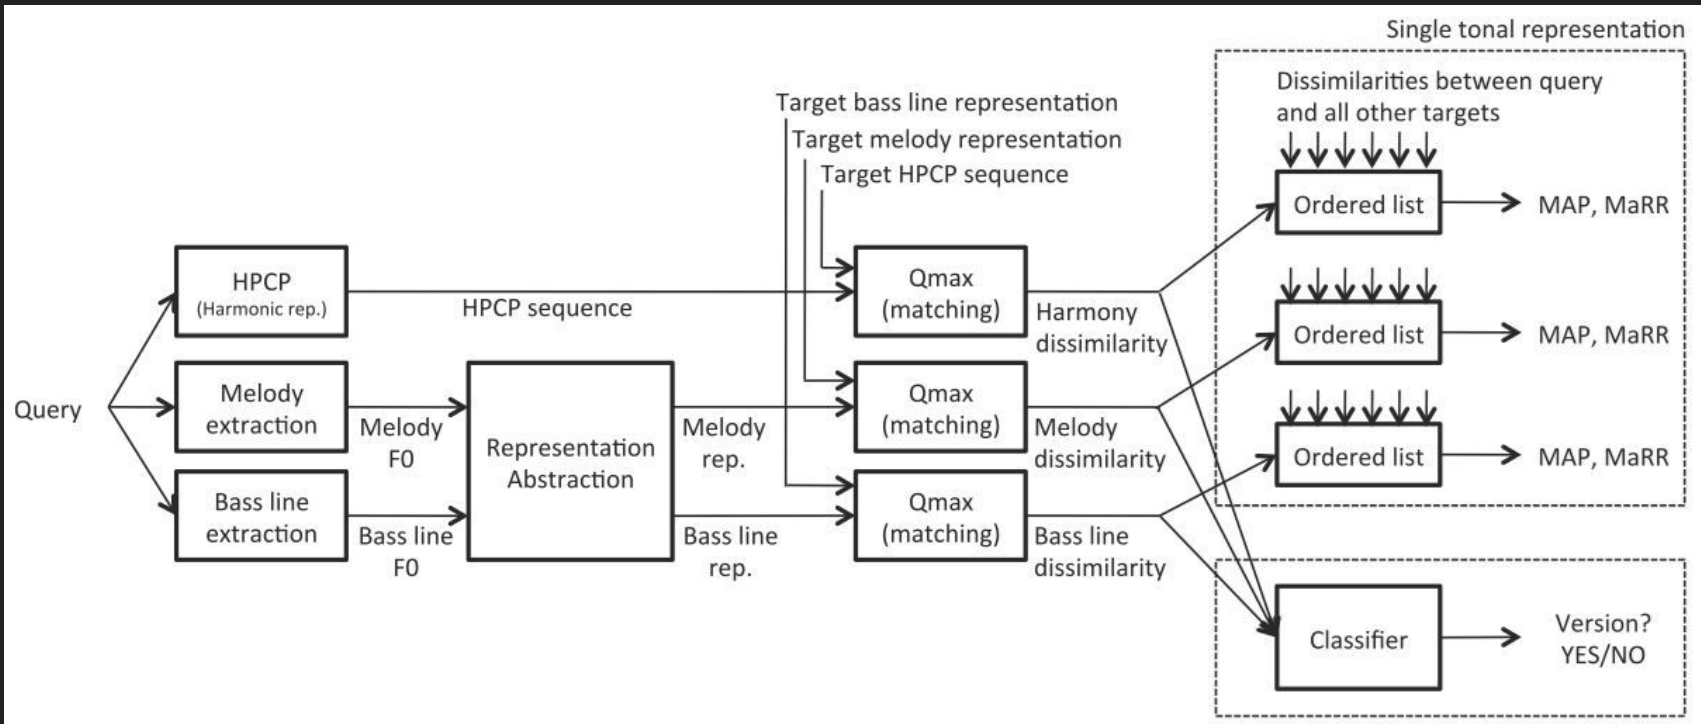 Single tonal representation
Dissimilarities between query
and all other targets
Target bass line representation
Target melody representation
Target HPCP sequence
Ordered list
MAP, MaRR
HPCP
(Harmonic rep.)
HPCP sequence
Qmax
(matching)
Harmony
dissimilarity
Ordered list
MAP, MaRR
Query
Melody
extraction
Melody
F0
Representation
Abstraction
Melody
rep.
Qmax
(matching)
Melody
dissimilarity
Ordered list
MAP, MaRR
Bass line
extraction
Bass line
F0
Bass line
rep.
Qmax
(matching)
Bass line
dissimilarity
Classifier
Version?
YES/NO